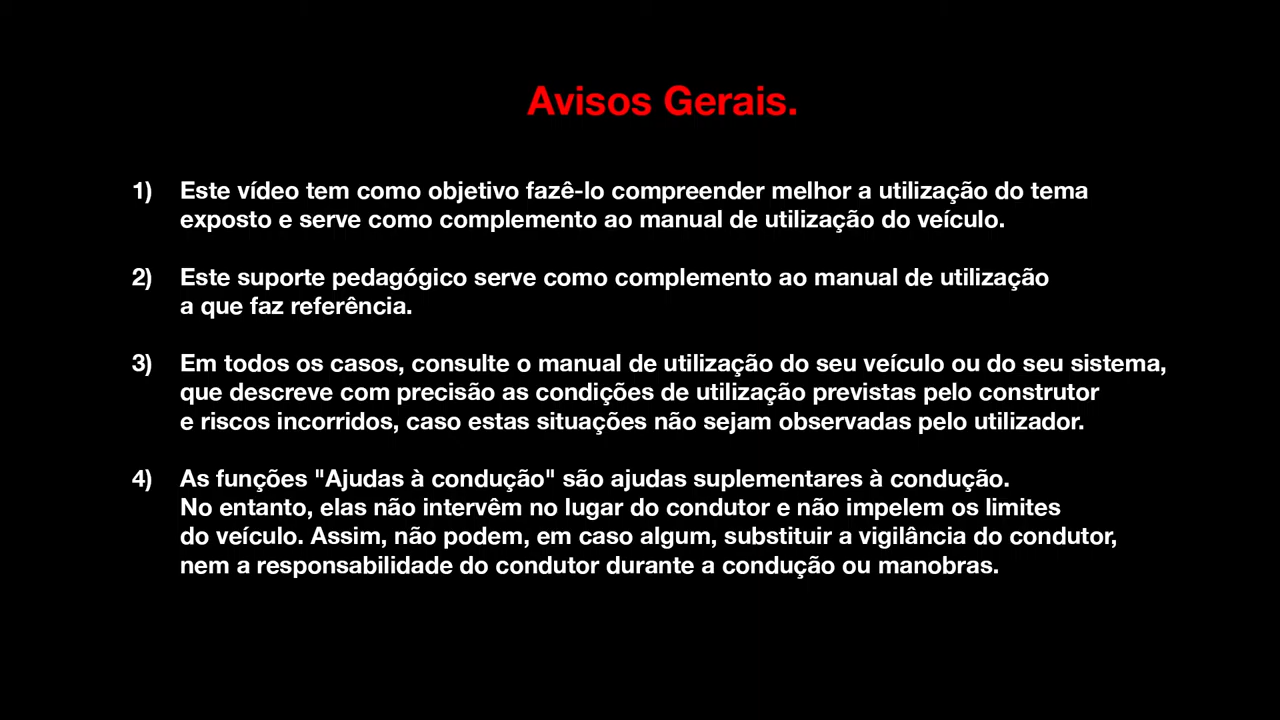 Avisos Gerais.
1) Este vídeo tem como objetivo fazê-lo compreender melhor a utilização do tema
exposto e serve como complemento ao manual de utilização do veículo.
2) Este suporte pedagógico serve como complemento ao manual de utilização
a que faz referência.
3) Em todos os casos, consulte o manual de utilização do seu veículo ou do seu sistema,
que descreve com precisão as condições de utilização previstas pelo construtor
e riscos incorridos, caso estas situações não sejam observadas pelo utilizador.
4) As funções "Ajudas à condução" são ajudas suplementares à condução.
No entanto, elas não intervêm no lugar do condutor e não impelem os limites
do veículo. Assim, não podem, em caso algum, substituir a vigilância do condutor,
nem a responsabilidade do condutor durante a condução ou manobras.